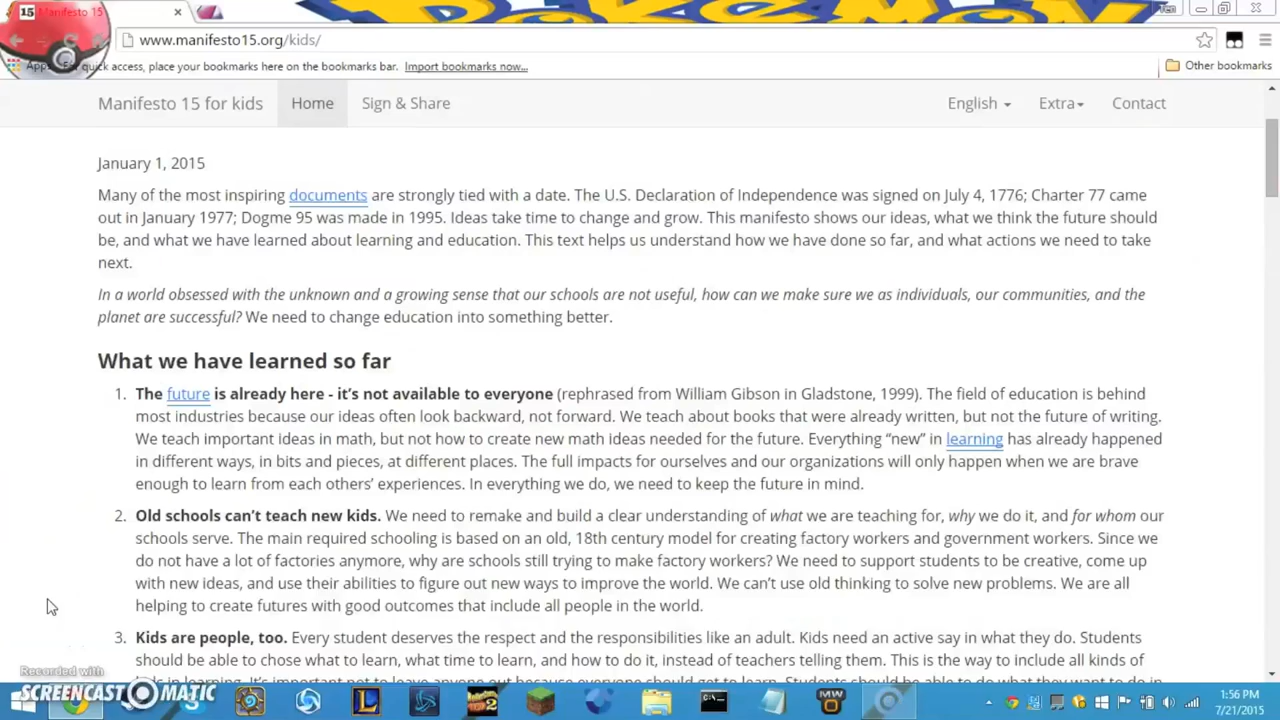 15 Manifesto 15
POKEMON
www.manifesto15.org/kids/
Apps For quick access, place your bookmarks here on the bookmarks bar. Import bookmarks now... Other bookmarks
Manifesto 15 for kids Home Sign & Share English Extra Contact
January 1, 2015
Many of the most inspiring documents are strongly tied with a date. The U.S. Declaration of Independence was signed on July 4, 1776; Charter 77 came
out in January 1977; Dogme 95 was made in 1995. Ideas take time to change and grow. This manifesto shows our ideas, what we think the future should
be, and what we have learned about learning and education. This text helps us understand how we have done so far, and what actions we need to take
next.
In a world obsessed with the unknown and a growing sense that our schools are not useful, how can we make sure we as individuals, our communities, and the
planet are successful? We need to change education into something better.
What we have learned so far
1. The future is already here - it’s not available to everyone (rephrased from William Gibson in Gladstone, 1999). The field of education is behind
most industries because our ideas often look backward, not forward. We teach about books that were already written, but not the future of writing.
We teach important ideas in math, but not how to create new math ideas needed for the future. Everything “new” in learning has already happened
in different ways, in bits and pieces, at different places. The full impacts for ourselves and our organizations will only happen when we are brave
enough to learn from each others’ experiences. In everything we do, we need to keep the future in mind.
2. Old schools can’t teach new kids. We need to remake and build a clear understanding of what we are teaching for, why we do it, and for whom our
schools serve. The main required schooling is based on an old, 18th century model for creating factory workers and government workers. Since we
do not have a lot of factories anymore, why are schools still trying to make factory workers? We need to support students to be creative, come up
with new ideas, and use their abilities to figure out new ways to improve the world. We can’t use old thinking to solve new problems. We are all
helping to create futures with good outcomes that include all people in the world.
3. Kids are people, too. Every student deserves the respect and the responsibilities like an adult. Kids need an active say in what they do. Students
should be able to chose what to learn, what time to learn, and how to do it, instead of teachers telling them. This is the way to include all kinds of
Recorded with
SCREENCAST MATIC
MW
1:56 PM
7/21/2015